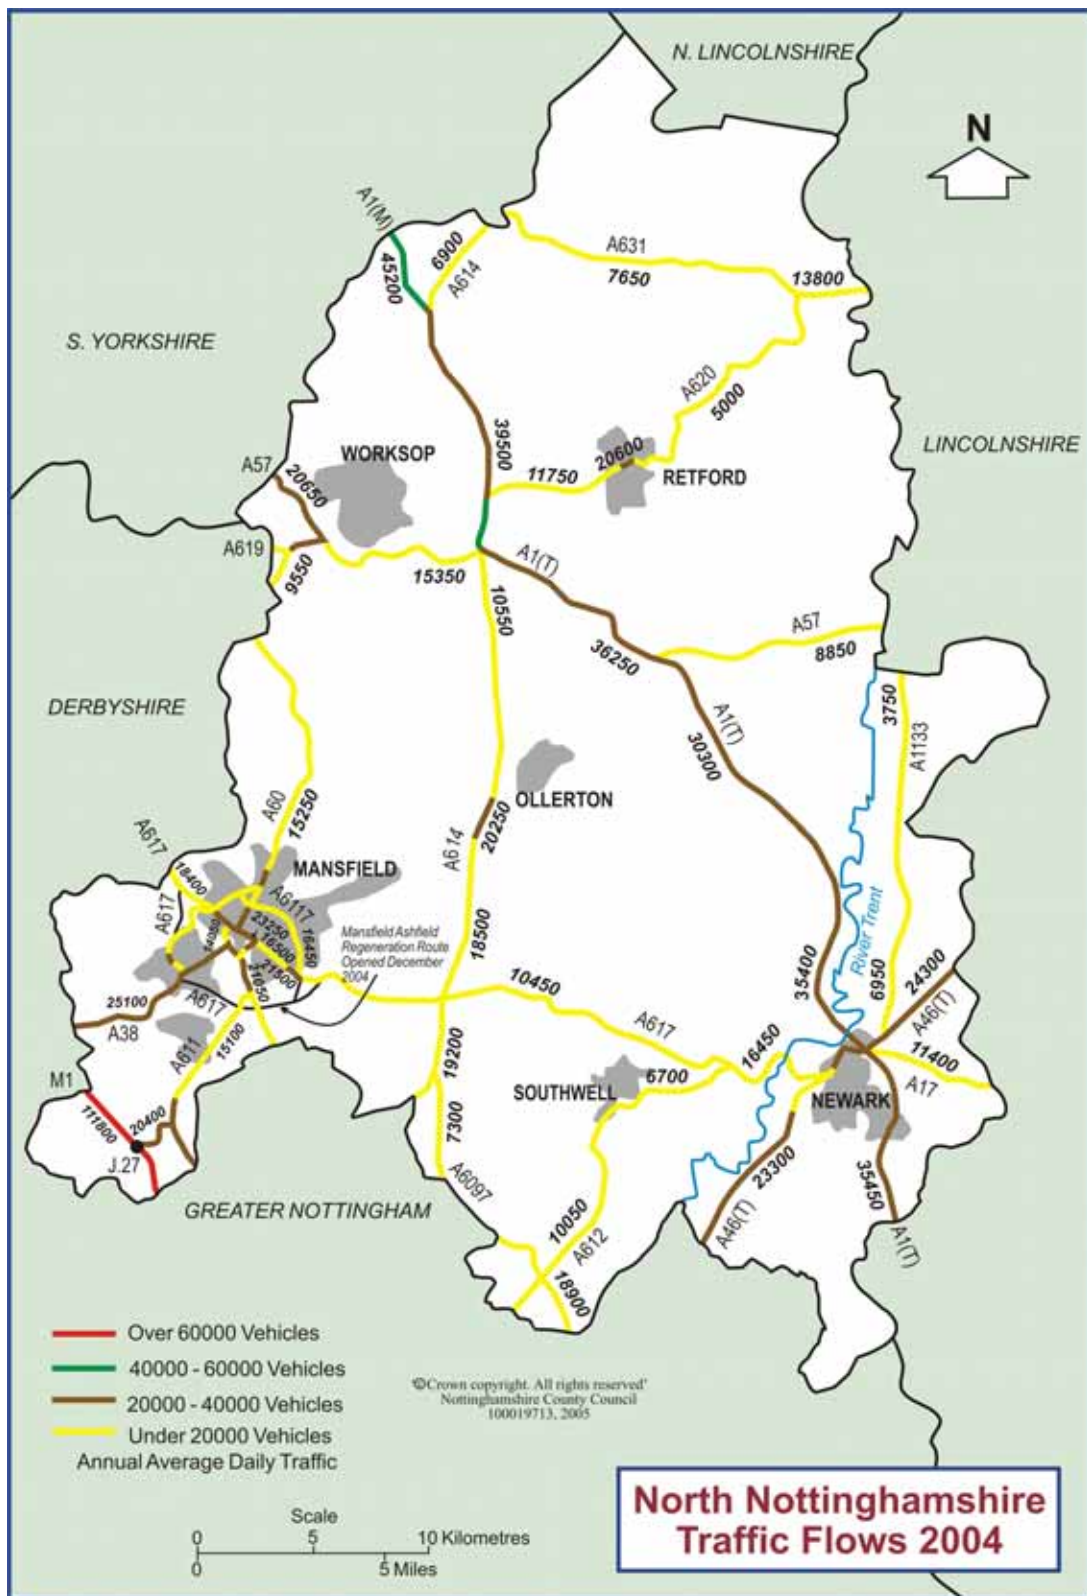 N. LINCOLNSHIRE
N
A1(M)
45200
6900
A614
A631
7650
13800
S. YORKSHIRE
A620
5000
LINCOLNSHIRE
39500
WORKSOP
A57
20650
11750
20600
RETFORD
A619
9550
15350
A1(T)
10550
36250
A57
8850
DERBYSHIRE
3750
A1133
A1(T)
30300
OLLERTON
20250
A614
A60
15250
A617
18400
MANSFIELD
A6117
A617
14050
23250
16500
16450
21500
21050
Mansfield Ashfield
Regeneration Route
Opened December
2004
18500
River Trent
6950
24300
A46(T)
35400
25100
A617
A38
10450
A617
A611
15100
16450
11400
A17
M1
111800
20400
J.27
19200
7300
SOUTHWELL
6700
NEWARK
23300
A46(T)
35450
A1(T)
A6097
GREATER NOTTINGHAM
10050
A612
18900
Over 60000 Vehicles
40000 - 60000 Vehicles
20000 - 40000 Vehicles
Under 20000 Vehicles
Annual Average Daily Traffic
'©Crown copyright. All rights reserved'
Nottinghamshire County Council
100019713, 2005
Scale
0 5 10 Kilometres
0 5 Miles
North Nottinghamshire
Traffic Flows 2004